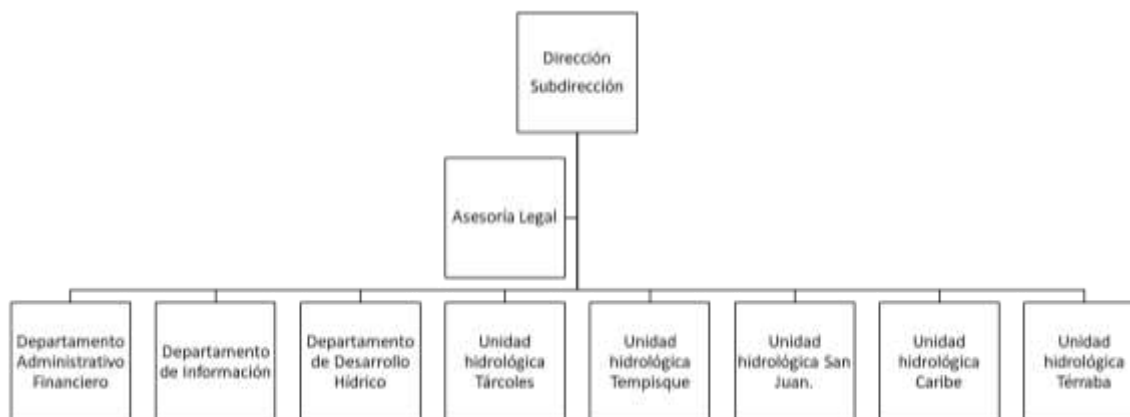 Dirección
Subdirección
Asesoría Legal
Departamento
Administrativo
Financiero
Departamento
de Información
Departamento
de Desarrollo
Hídrico
Unidad
hidrológica
Tárcoles
Unidad
hidrológica
Tempisque
Unidad
hidrológica San
Juan.
Unidad
hidrológica
Caribe
Unidad
hidrológica
Térraba